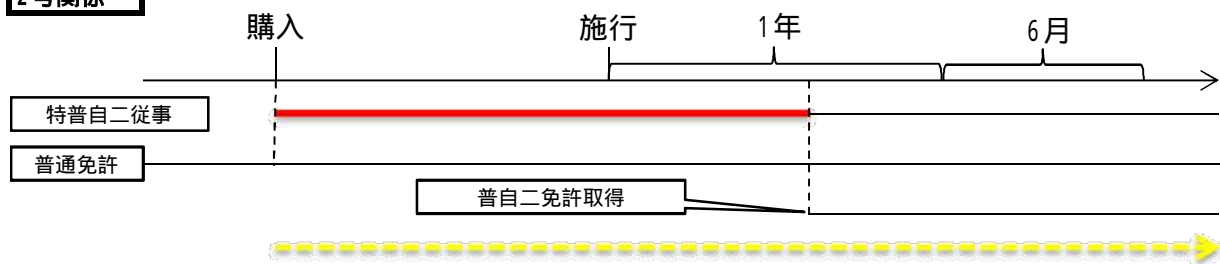 2号関係
購入 施行 1年 6月
特普自二従事
普通免許
普自二免許取得